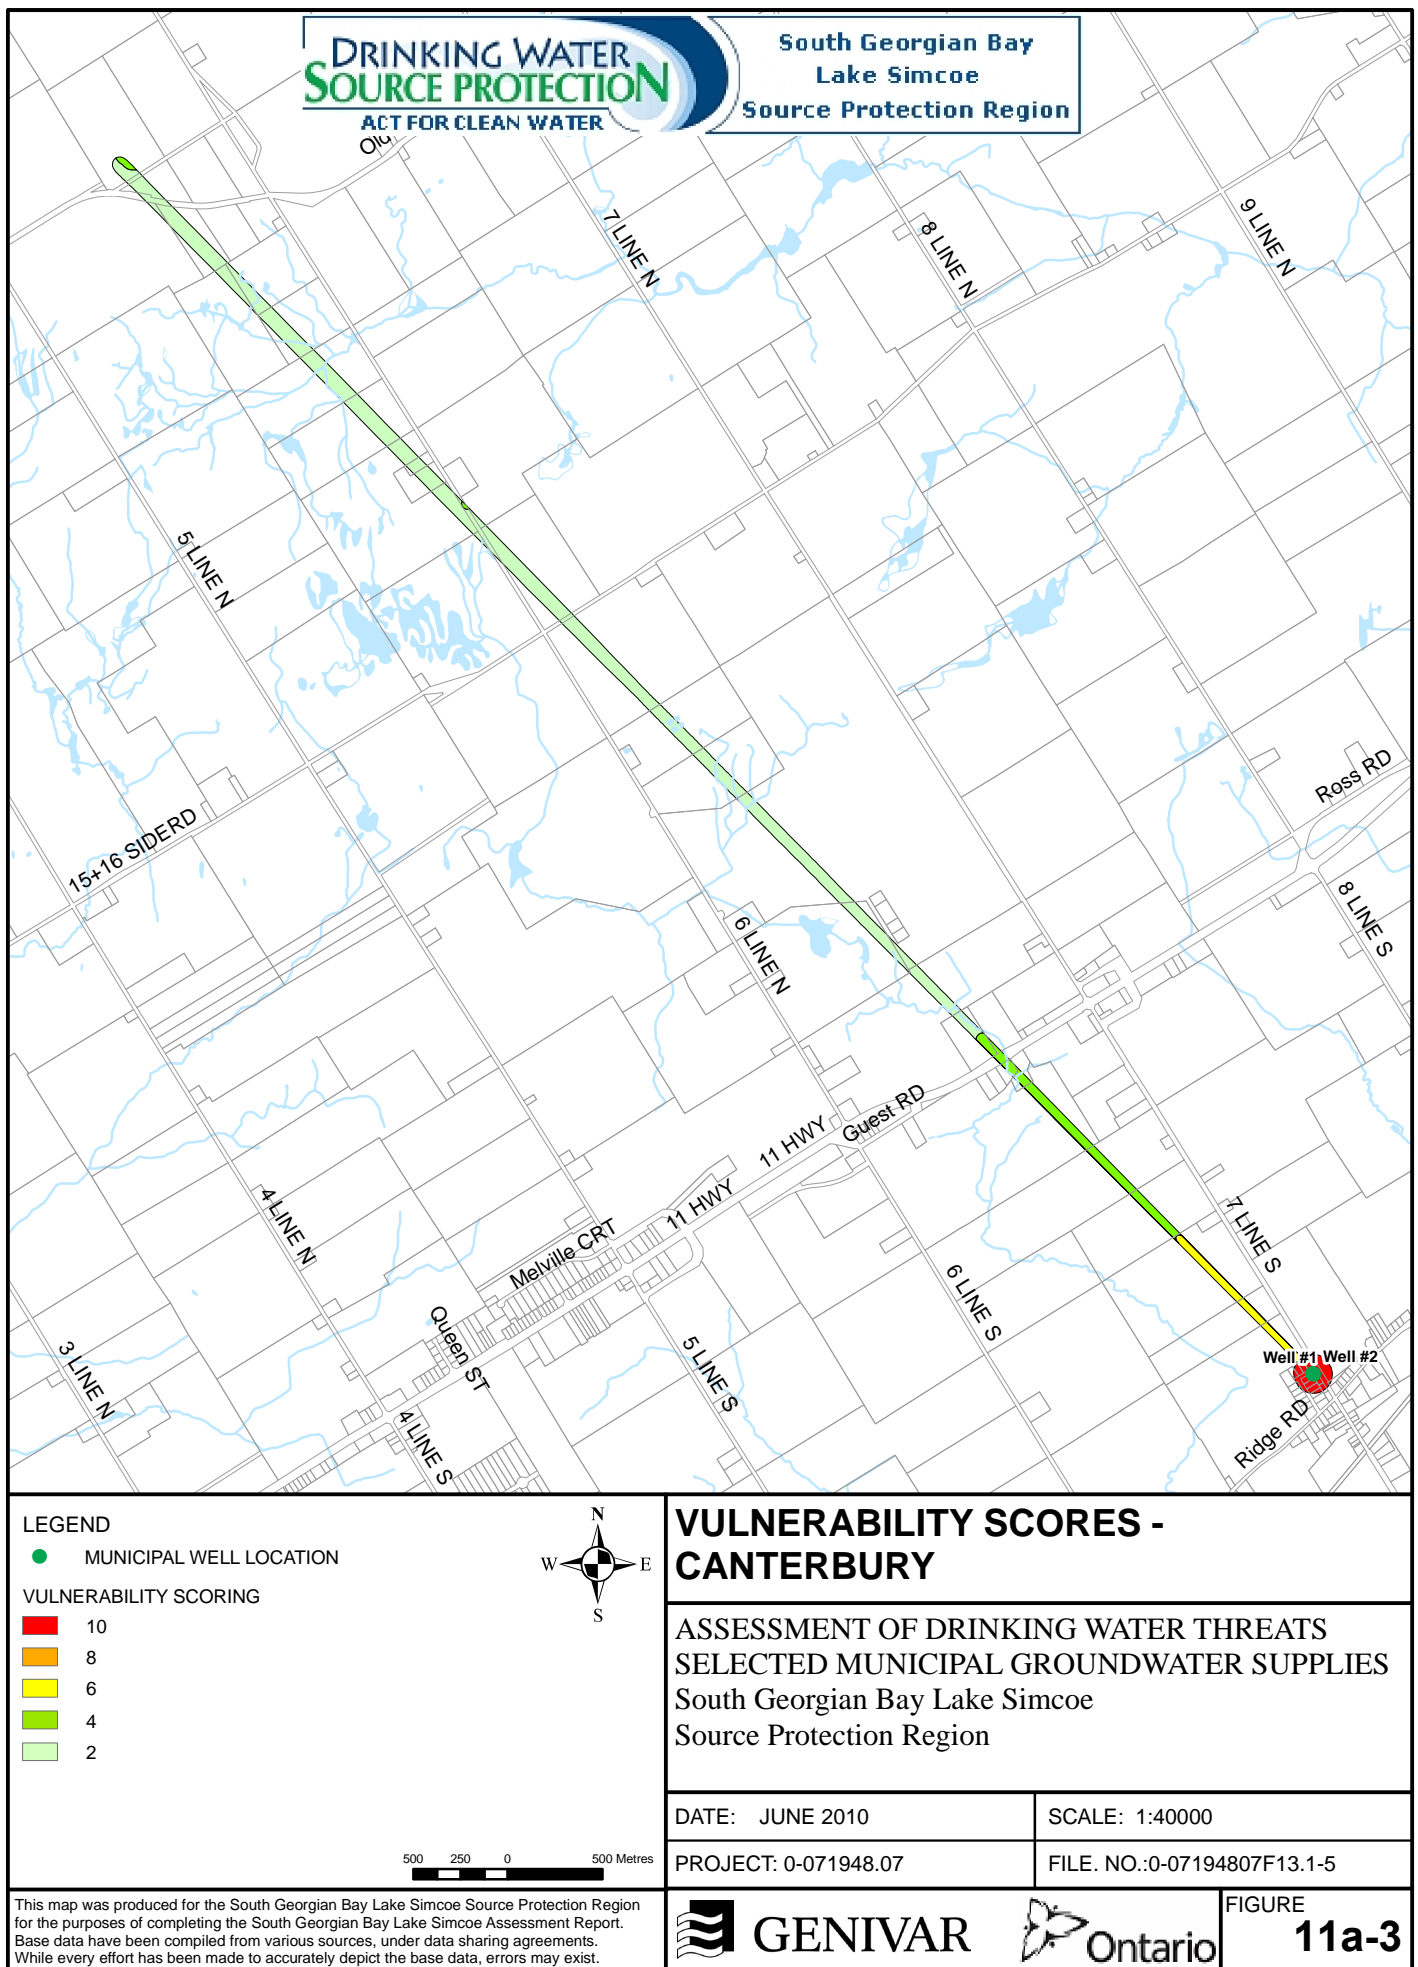 DRINKING WATER
SOURCE PROTECTION
ACT FOR CLEAN WATER
South Georgian Bay
Lake Simcoe
Source Protection Region
7 LINE N
8 LINE N
9 LINE N
5 LINE N
15+16 SIDERD
Ross RD
8 LINE S
6 LINE N
Guest RD
11 HWY
11 HWY
Melville CRT
4 LINE N
7 LINE S
6 LINE S
Queen ST
5 LINE S
3 LINE N
4 LINE S
Well #1
Well #2
Ridge RD
LEGEND
MUNICIPAL WELL LOCATION
VULNERABILITY SCORING
10
8
6
4
2
N
W E
S
500 250 0 500 Metres
VULNERABILITY SCORES -
CANTERBURY
ASSESSMENT OF DRINKING WATER THREATS
SELECTED MUNICIPAL GROUNDWATER SUPPLIES
South Georgian Bay Lake Simcoe
Source Protection Region
DATE: JUNE 2010
SCALE: 1:40000
PROJECT: 0-071948.07
FILE. NO.:0-07194807F13.1-5
This map was produced for the South Georgian Bay Lake Simcoe Source Protection Region
for the purposes of completing the South Georgian Bay Lake Simcoe Assessment Report.
Base data have been compiled from various sources, under data sharing agreements.
While every effort has been made to accurately depict the base data, errors may exist.
GENIVAR
Ontario
FIGURE
11a-3